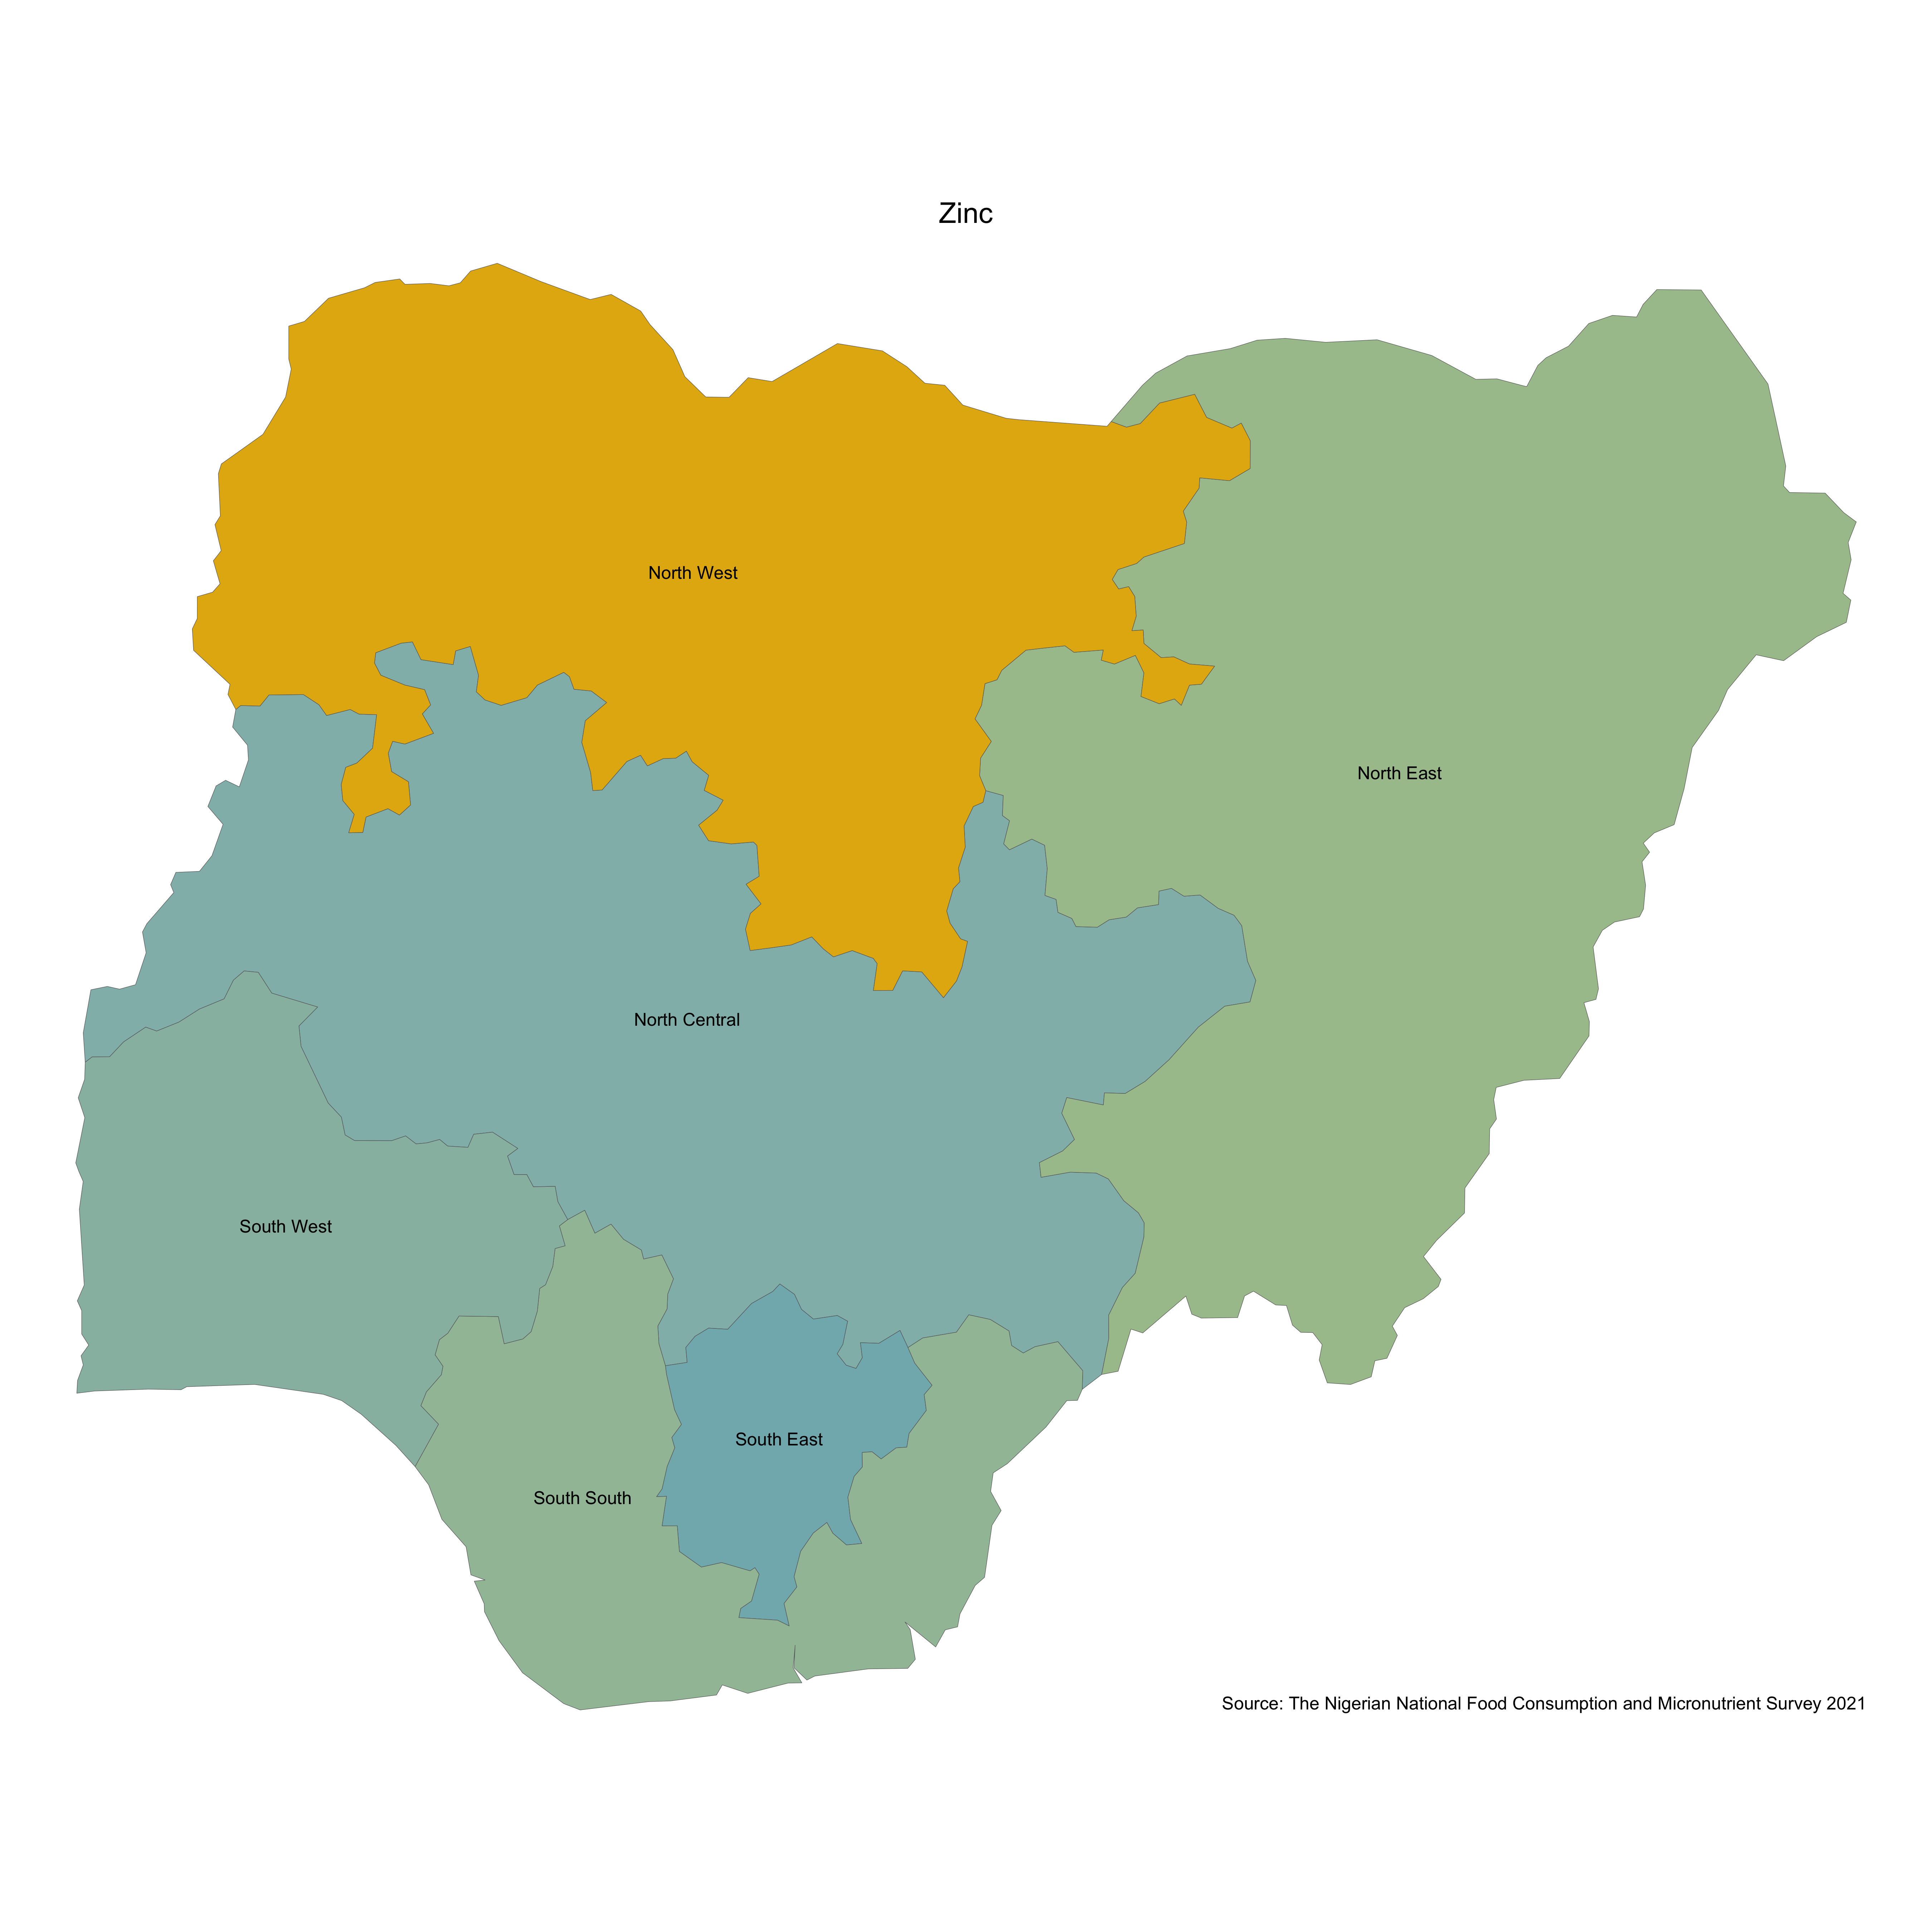 Zinc
North West
North East
North Central
South West
South East
South South
Source: The Nigerian National Food Consumption and Micronutrient Survey 2021